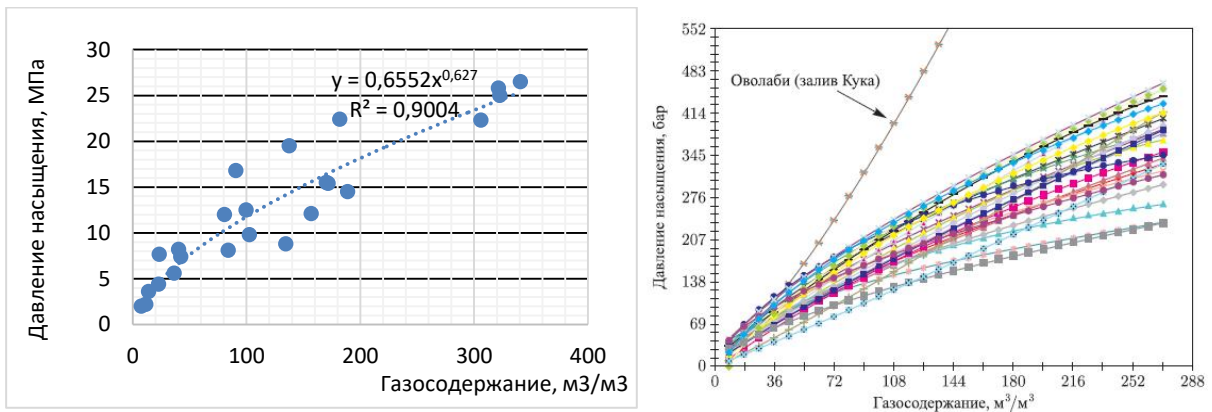 30
25
20
15
10
5
0
0 100 200 300 400
Давление насыщения, МПа
y = 0,6552x^0,627
R² = 0,9004
Газосодержание, м3/м3
552
483
414
345
276
207
138
69
0
0 36 72 108 144 180 216 252 288
Давление насыщения, бар
Оволаби (залив Кука)
Газосодержание, м³/м³